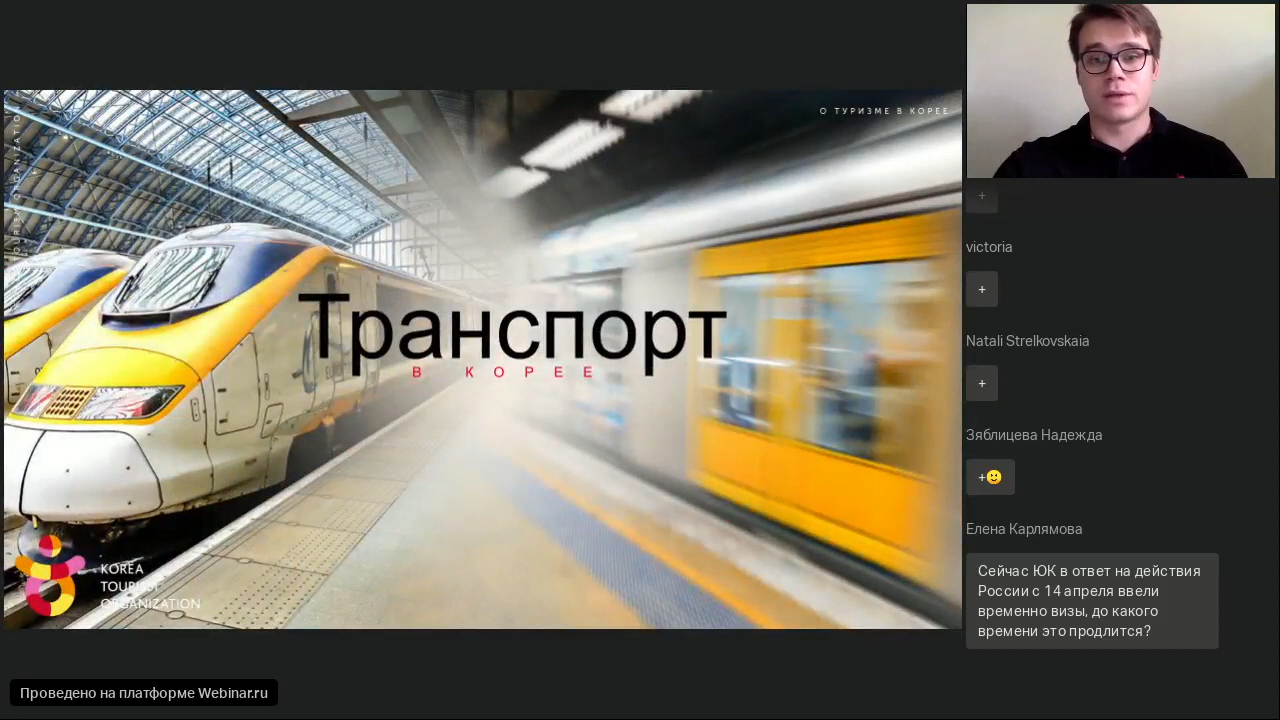 О ТУРИЗМЕ В КОРЕЕ
Транспорт
В КОРЕЕ
KOREA
TOURISM
ORGANIZATION
Проведено на платформе Webinar.ru
+
victoria
+
Natali Strelkovskaia
+
Зяблицева Надежда
+🙂
Елена Карлямова
Сейчас ЮК в ответ на действия
России с 14 апреля ввели
временно визы, до какого
времени это продлится?